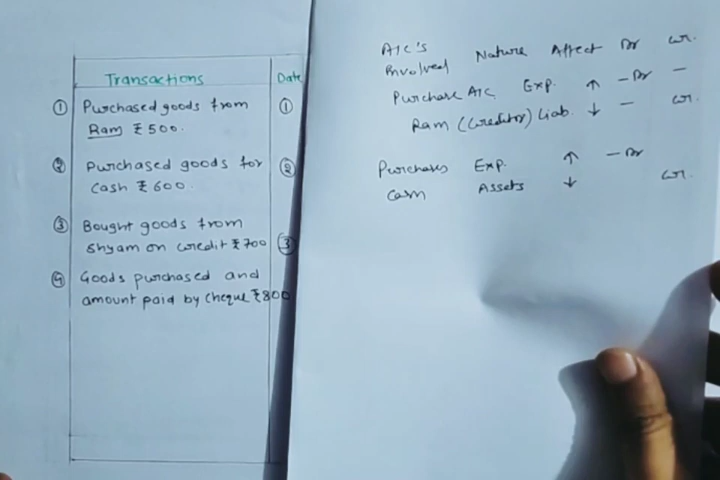 Transactions Date
① Purchased goods from ①
Ram ₹500.
② Purchased goods for ②
cash ₹600.
③ Bought goods from
shyam on credit ₹700 ③
④ Goods purchased and
amount paid by cheque ₹800
A/C's
Involved Nature Affect Dr Cr.
Purchase A/C Exp. ↑ - Dr -
Ram (Creditor) Liab. ↓ - Cr.
Purchases Exp. ↑ - Dr
Cash Assets ↓ Cr.